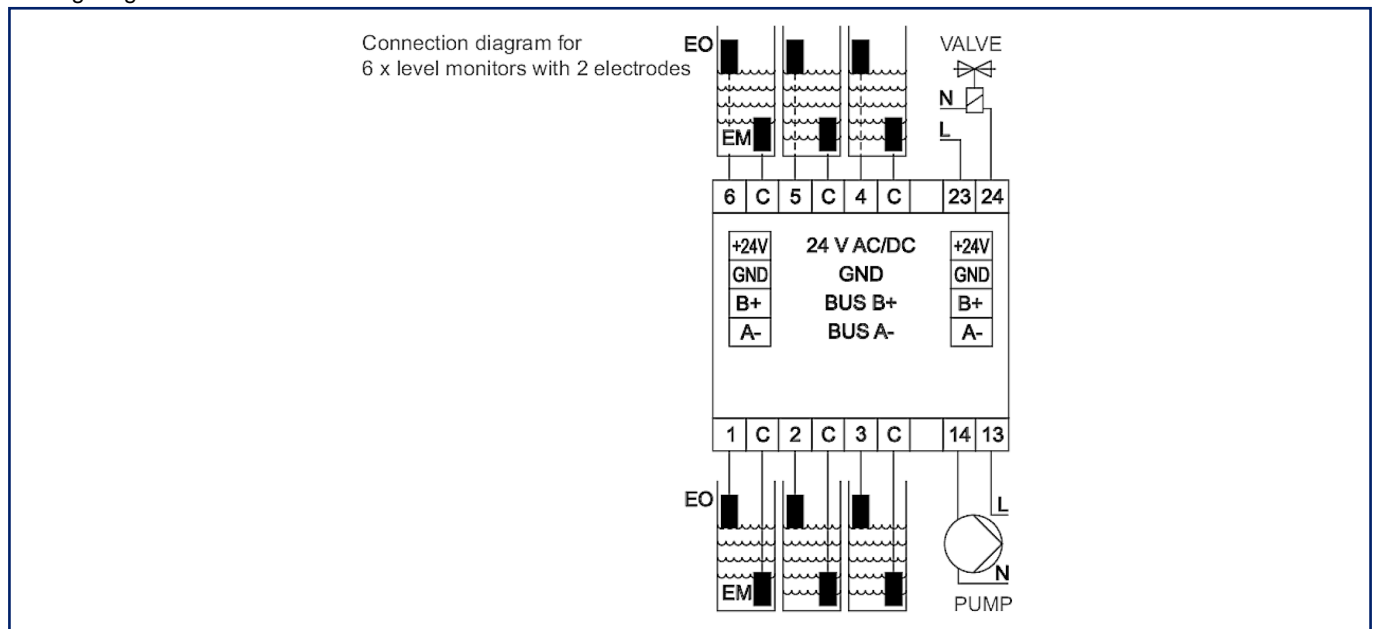 Connection diagram for
6 x level monitors with 2 electrodes
EO
EM
VALVE
N
L
6 C 5 C 4 C 23 24
+24V 24 V AC/DC +24V
GND GND GND
B+ BUS B+ B+
A- BUS A- A-
1 C 2 C 3 C 14 13
EO
EM
L
N
PUMP